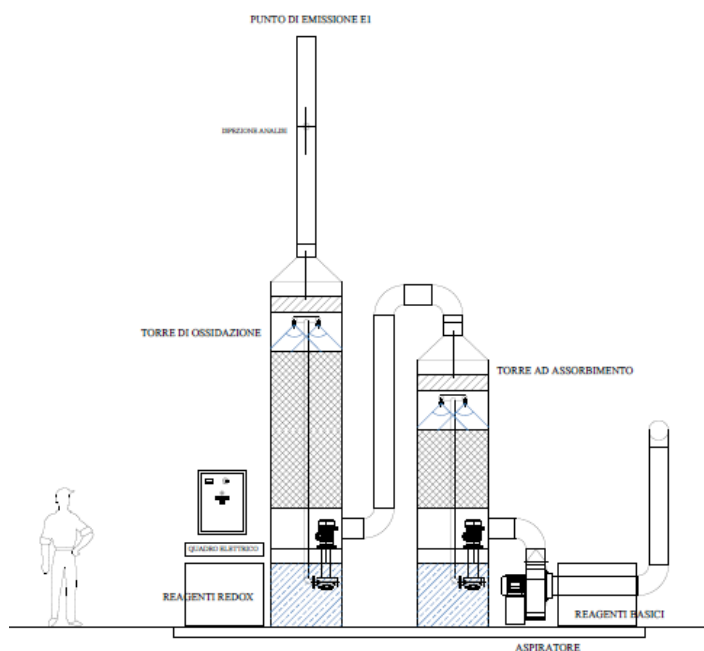 PUNTO DI EMISSIONE E1
ISPEZIONE ANALISI
TORRE DI OSSIDAZIONE
TORRE AD ASSORBIMENTO
QUADRO ELETTRICO
REAGENTI REDOX
REAGENTI BASICI
ASPIRATORE